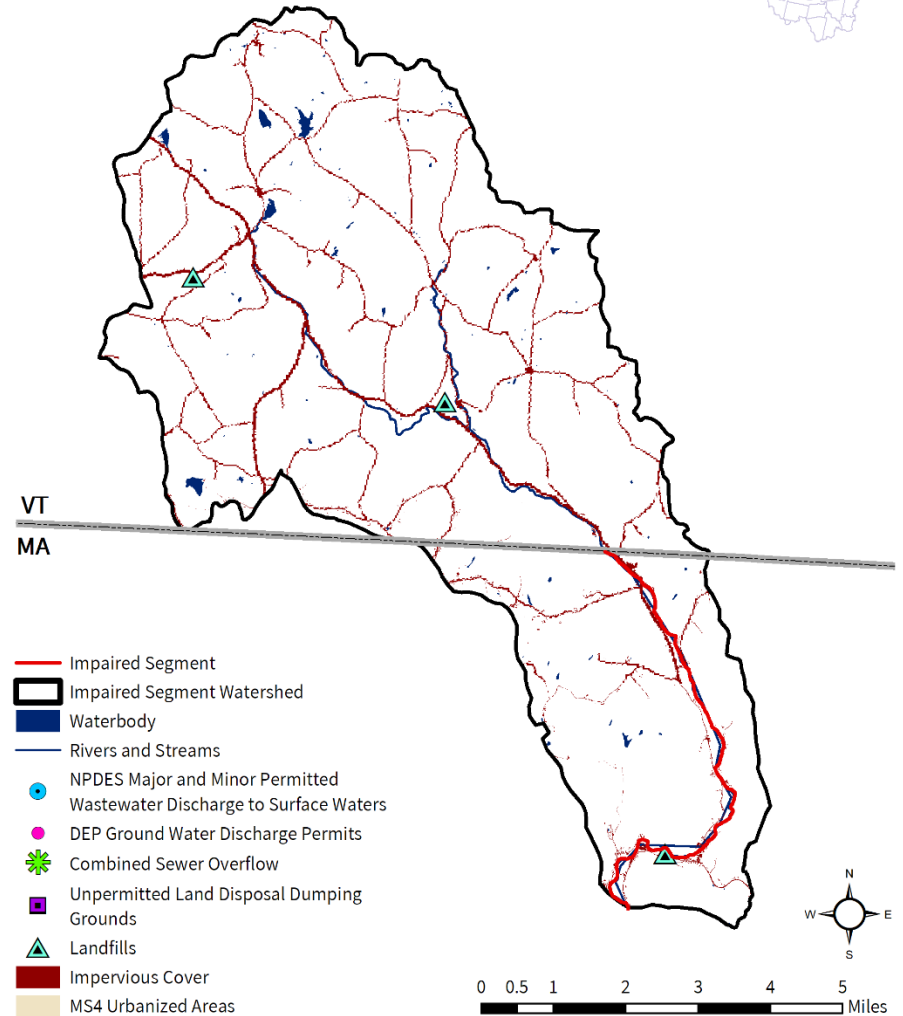 VT
MA
Impaired Segment
Impaired Segment Watershed
Waterbody
Rivers and Streams
NPDES Major and Minor Permitted
Wastewater Discharge to Surface Waters
DEP Ground Water Discharge Permits
Combined Sewer Overflow
Unpermitted Land Disposal Dumping
Grounds
Landfills
Impervious Cover
MS4 Urbanized Areas
N
W E
S
0 0.5 1 2 3 4 5
Miles